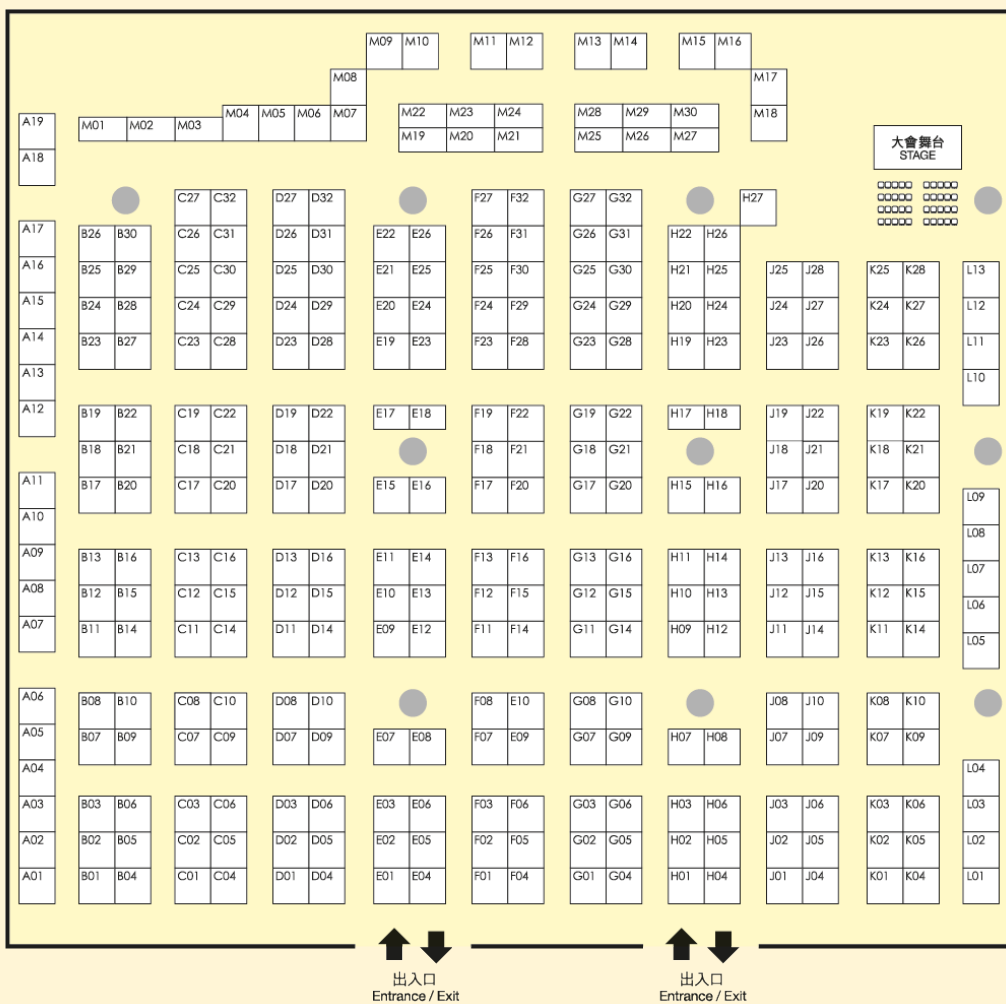 M09 M10 M11 M12 M13 M14 M15 M16
M08 M17
M04 M05 M06 M07 M22 M23 M24 M28 M29 M30 M18
A19 M01 M02 M03 M19 M20 M21 M25 M26 M27
大會舞台
STAGE
A18
C27 C32 D27 D32 F27 F32 G27 G32 H27
A17 B26 B30 C26 C31 D26 D31 E22 E26 F26 F31 G26 G31 H22 H26
A16 B25 B29 C25 C30 D25 D30 E21 E25 F25 F30 G25 G30 H21 H25 J25 J28 K25 K28 L13
A15 B24 B28 C24 C29 D24 D29 E20 E24 F24 F29 G24 G29 H20 H24 J24 J27 K24 K27 L12
A14 B23 B27 C23 C28 D23 D28 E19 E23 F23 F28 G23 G28 H19 H23 J23 J26 K23 K26 L11
A13 L10
A12 B19 B22 C19 C22 D19 D22 E17 E18 F19 F22 G19 G22 H17 H18 J19 J22 K19 K22
B18 B21 C18 C21 D18 D21 F18 F21 G18 G21 J18 J21 K18 K21
A11 B17 B20 C17 C20 D17 D20 E15 E16 F17 F20 G17 G20 H15 H16 J17 J20 K17 K20 L09
A10 L08
A09 B13 B16 C13 C16 D13 D16 E11 E14 F13 F16 G13 G16 H11 H14 J13 J16 K13 K16 L07
A08 B12 B15 C12 C15 D12 D15 E10 E13 F12 F15 G12 G15 H10 H13 J12 J15 K12 K15 L06
A07 B11 B14 C11 C14 D11 D14 E09 E12 F11 F14 G11 G14 H09 H12 J11 J14 K11 K14 L05
A06 B08 B10 C08 C10 D08 D10 F08 E10 G08 G10 J08 J10 K08 K10
A05 B07 B09 C07 C09 D07 D09 E07 E08 F07 E09 G07 G09 H07 H08 J07 J09 K07 K09
A04 L04
A03 B03 B06 C03 C06 D03 D06 E03 E06 F03 F06 G03 G06 H03 H06 J03 J06 K03 K06 L03
A02 B02 B05 C02 C05 D02 D05 E02 E05 F02 F05 G02 G05 H02 H05 J02 J05 K02 K05 L02
A01 B01 B04 C01 C04 D01 D04 E01 E04 F01 F04 G01 G04 H01 H04 J01 J04 K01 K04 L01
出入口 出入口
Entrance / Exit Entrance / Exit